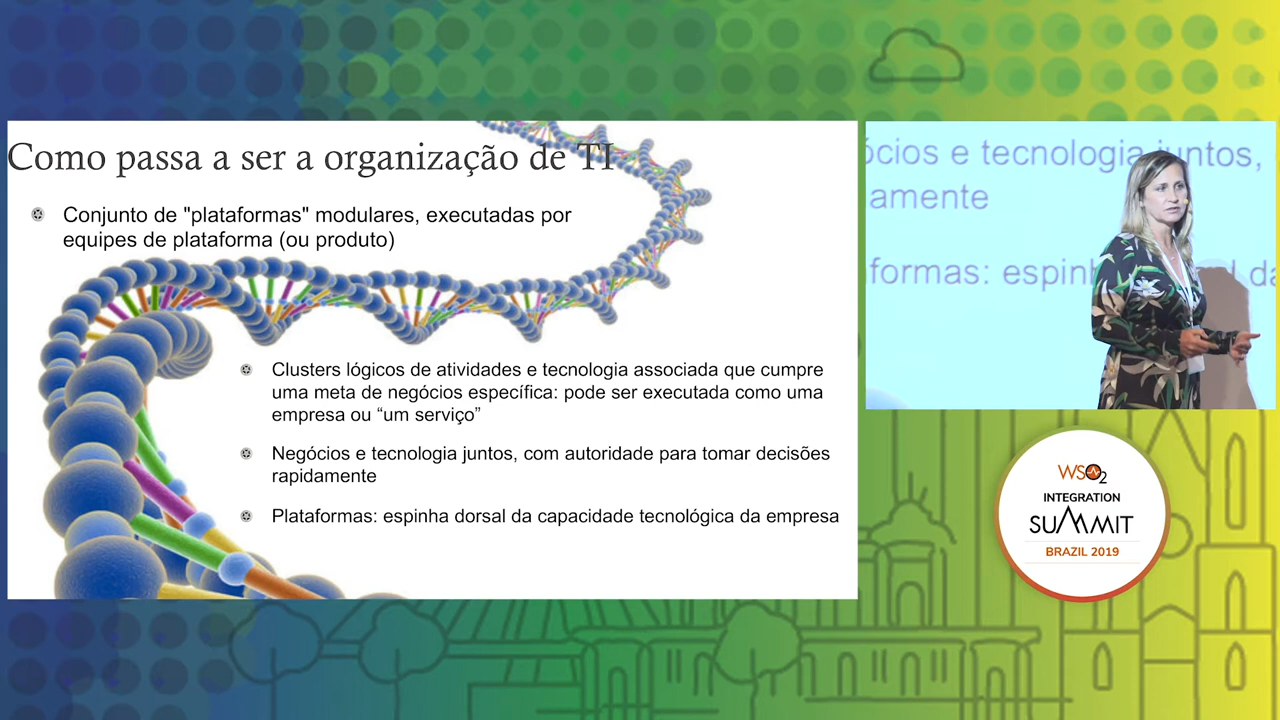 Como passa a ser a organização de TI
Conjunto de "plataformas" modulares, executadas por
equipes de plataforma (ou produto)
Clusters lógicos de atividades e tecnologia associada que cumpre
uma meta de negócios específica: pode ser executada como uma
empresa ou “um serviço”
Negócios e tecnologia juntos, com autoridade para tomar decisões
rapidamente
Plataformas: espinha dorsal da capacidade tecnológica da empresa
ócios e tecnologia juntos,
amente
formas: espinh
WSO2
INTEGRATION
SUMMIT
BRAZIL 2019